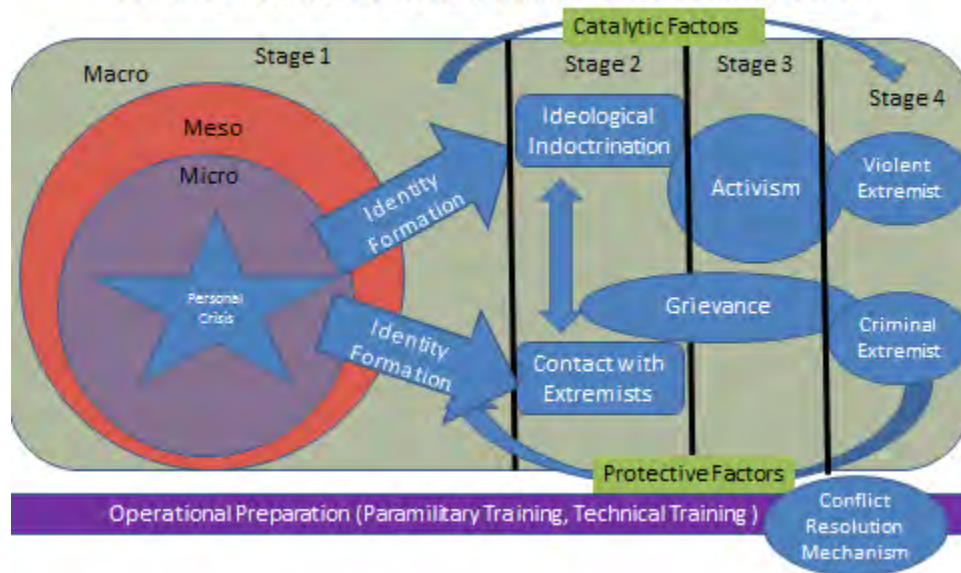 Catalytic Factors
Stage 1
Stage 2
Stage 3
Stage 4
Macro
Meso
Micro
Personal
Crisis
Identity
Formation
Identity
Formation
Ideological
Indoctrination
Contact with
Extremists
Activism
Grievance
Violent
Extremist
Criminal
Extremist
Protective Factors
Operational Preparation (Paramilitary Training, Technical Training )
Conflict
Resolution
Mechanism